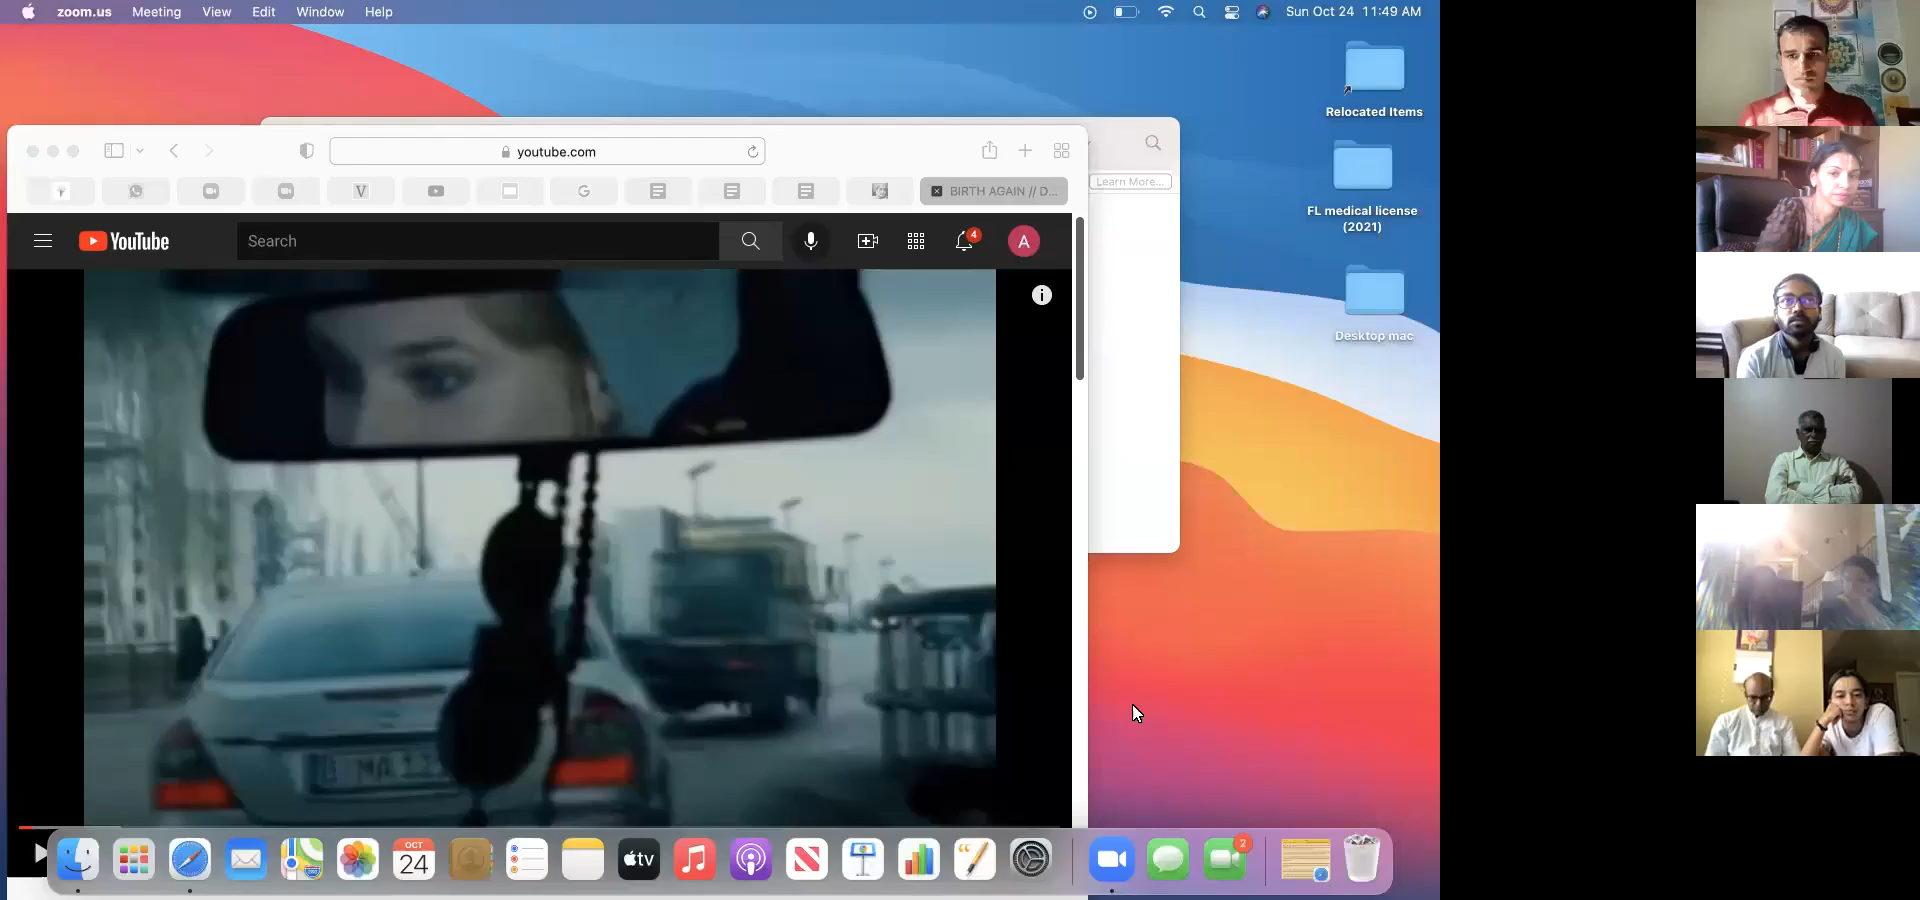 zoom.us Meeting View Edit Window Help
Sun Oct 24 11:49 AM
Relocated Items
youtube.com
Learn More...
V
G
BIRTH AGAIN // D...
FL medical license
(2021)
YouTube
Search
4
A
i
Desktop mac
OCT
24
tv
2